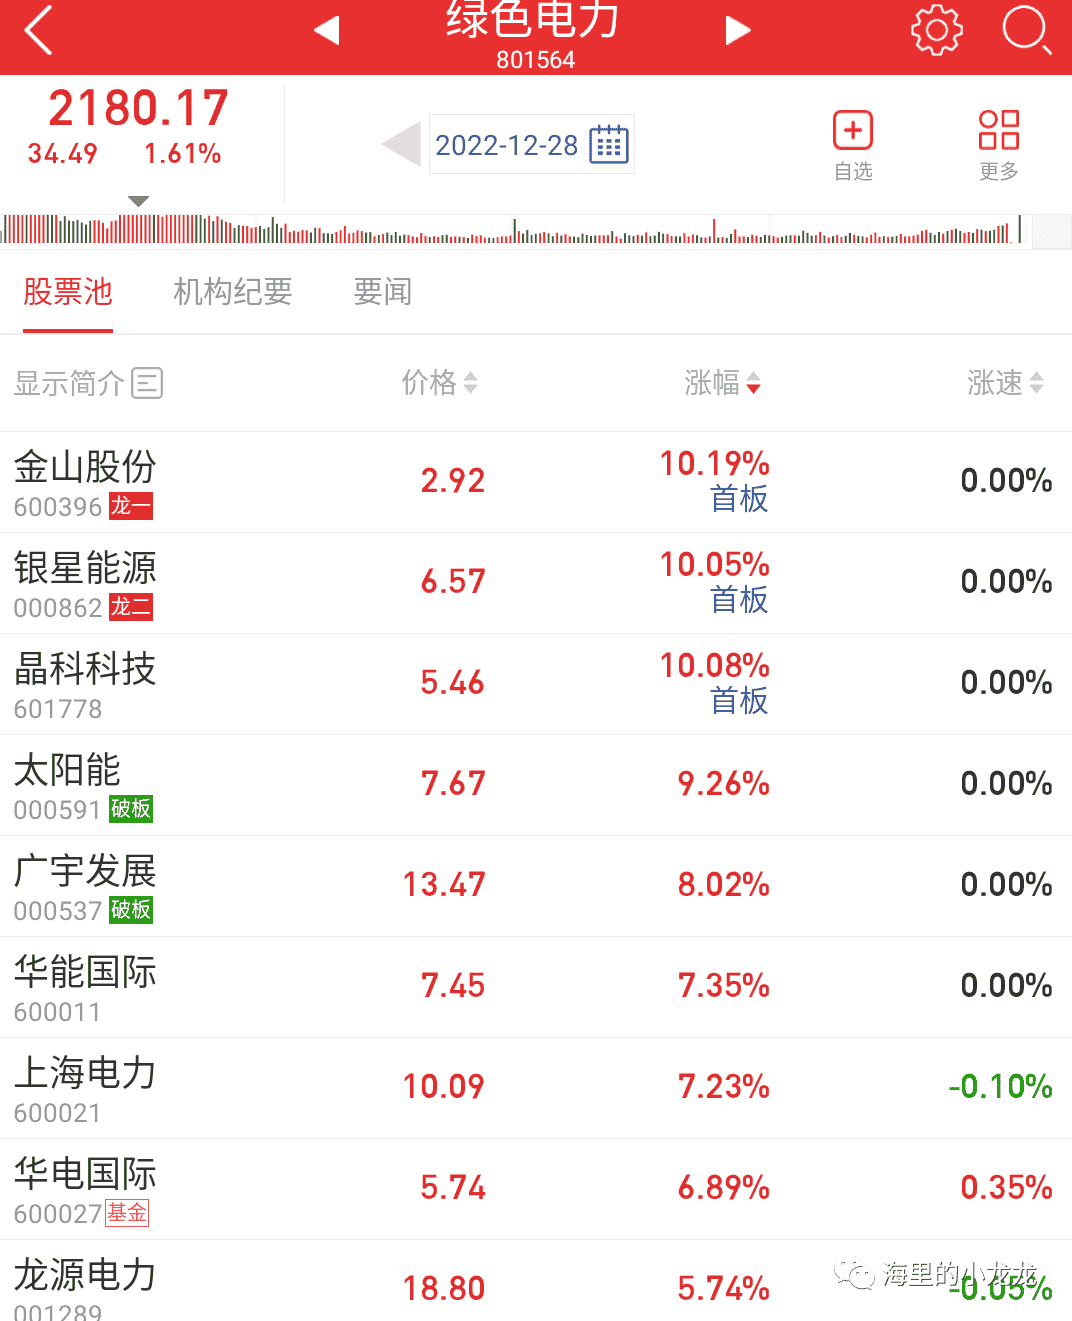 绿色电力
801564
2180.17
34.49 1.61%
2022-12-28
自选
更多
股票池 机构纪要 要闻
显示简介 价格 涨幅 涨速
金山股份
600396 龙一
2.92
10.19%
首板
0.00%
银星能源
000862 龙二
6.57
10.05%
首板
0.00%
晶科科技
601778
5.46
10.08%
首板
0.00%
太阳能
000591 破板
7.67
9.26%
0.00%
广宇发展
000537 破板
13.47
8.02%
0.00%
华能国际
600011
7.45
7.35%
0.00%
上海电力
600021
10.09
7.23%
-0.10%
华电国际
600027 基金
5.74
6.89%
0.35%
龙源电力
001289
18.80
5.74%
-0.05%
海里的小龙龙